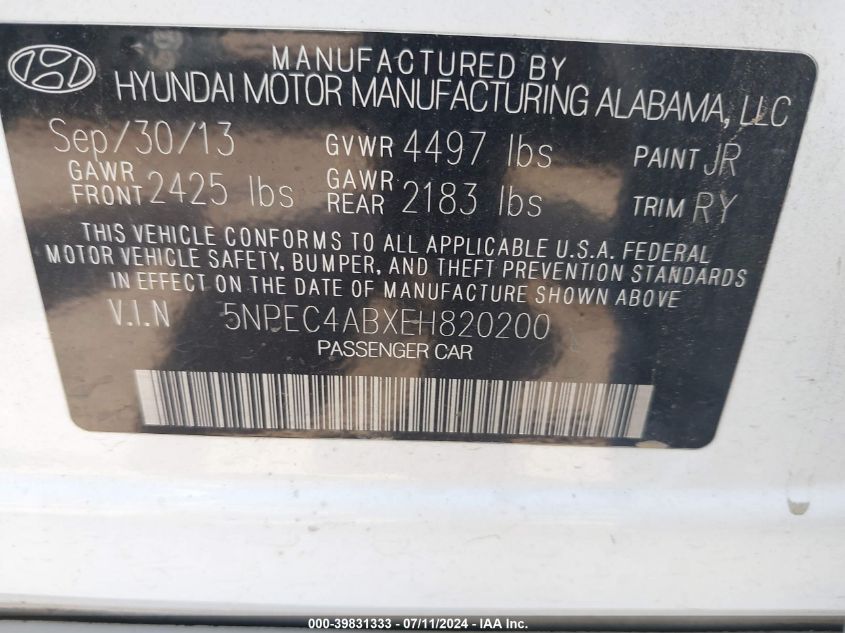 MANUFACTURED BY
HYUNDAI MOTOR MANUFACTURING ALABAMA, LLC
Sep/30/13 GVWR 4497 lbs PAINT JR
GAWR FRONT 2425 lbs GAWR REAR 2183 lbs TRIM RY
THIS VEHICLE CONFORMS TO ALL APPLICABLE U.S.A. FEDERAL
MOTOR VEHICLE SAFETY, BUMPER, AND THEFT PREVENTION STANDARDS
IN EFFECT ON THE DATE OF MANUFACTURE SHOWN ABOVE
V.I.N 5NPEC4ABXEH820200
PASSENGER CAR
000-39831333 - 07/11/2024 - IAA Inc.